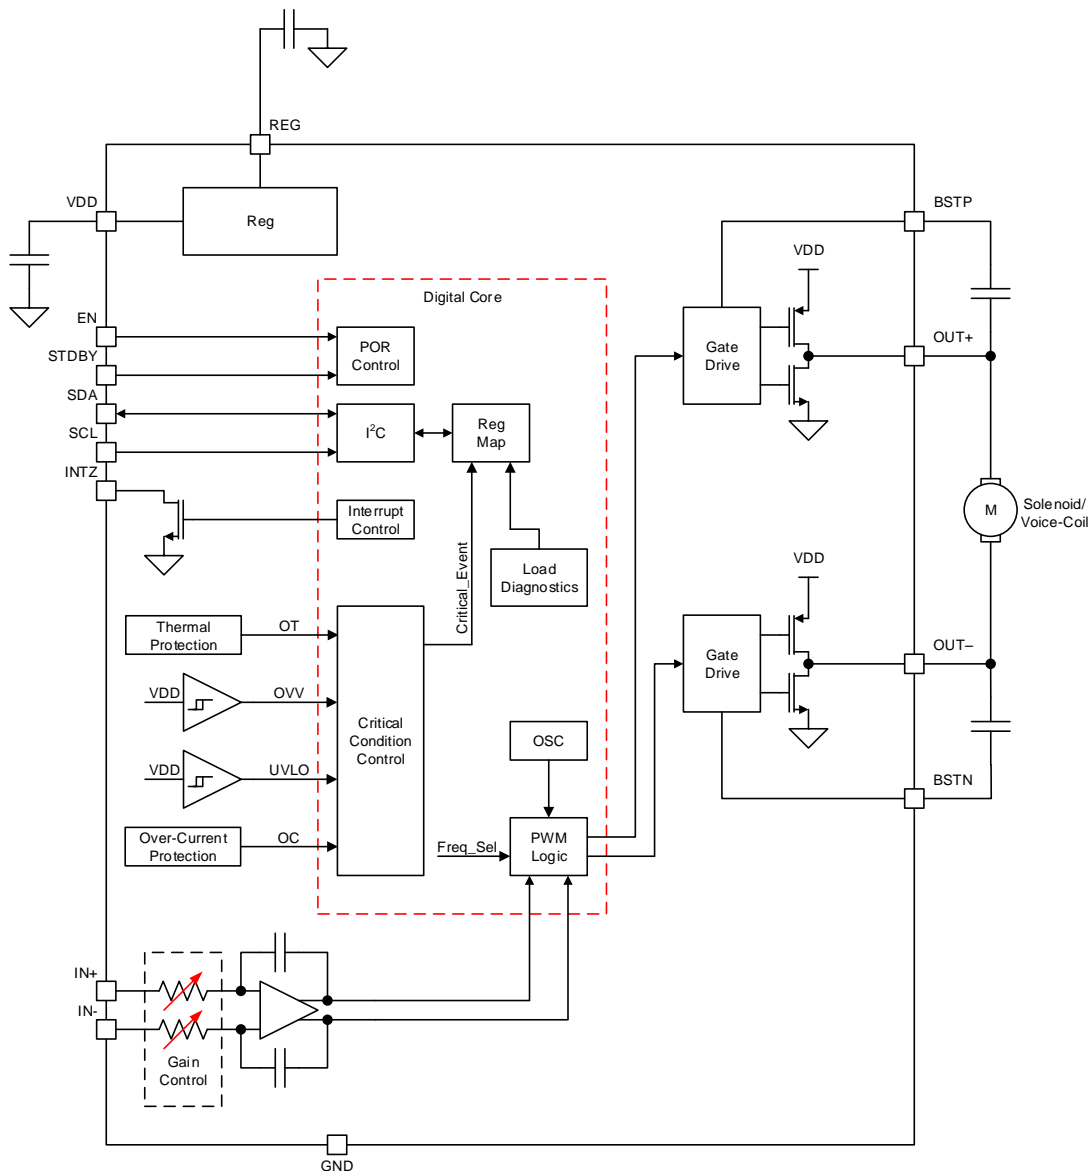 REG
VDD
Reg
BSTP
VDD
Digital Core
EN
POR
Control
Gate
Drive
OUT+
STDBY
SDA
I²C
Reg
Map
SCL
INTZ
Interrupt
Control
M
Solenoid/
Voice-Coil
Critical_Event
Load
Diagnostics
VDD
Thermal
Protection
OT
Gate
Drive
OUT–
VDD
OVV
Critical
Condition
Control
OSC
VDD
UVLO
BSTN
Over-Current
Protection
OC
Freq_Sel
PWM
Logic
IN+
IN-
Gain
Control
GND